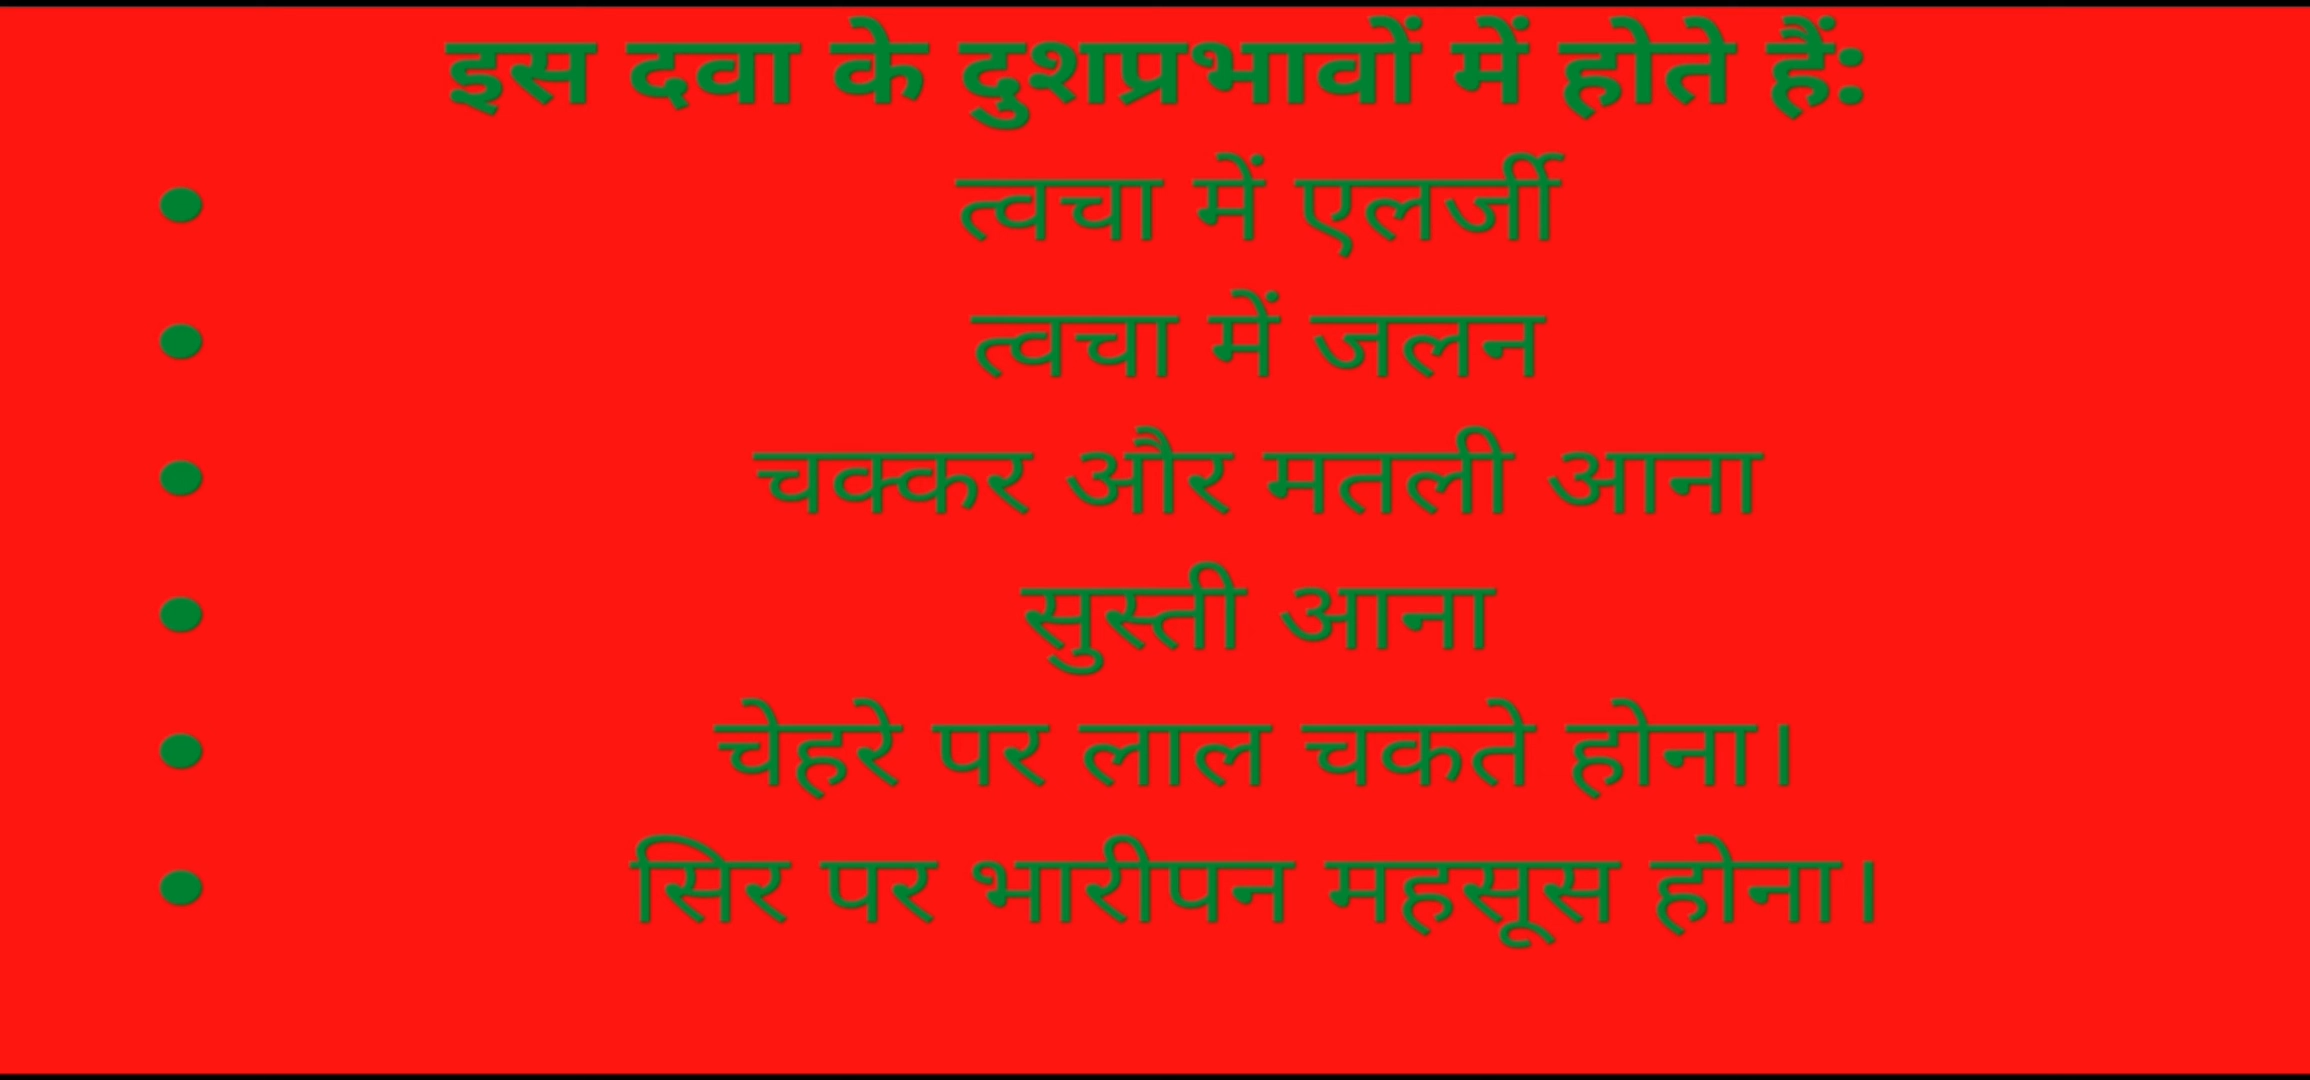 इस दवा के दुशप्रभावों में होते हैं:
• त्वचा में एलर्जी
• त्वचा में जलन
• चक्कर और मतली आना
• सुस्ती आना
• चेहरे पर लाल चकते होना।
• सिर पर भारीपन महसूस होना।